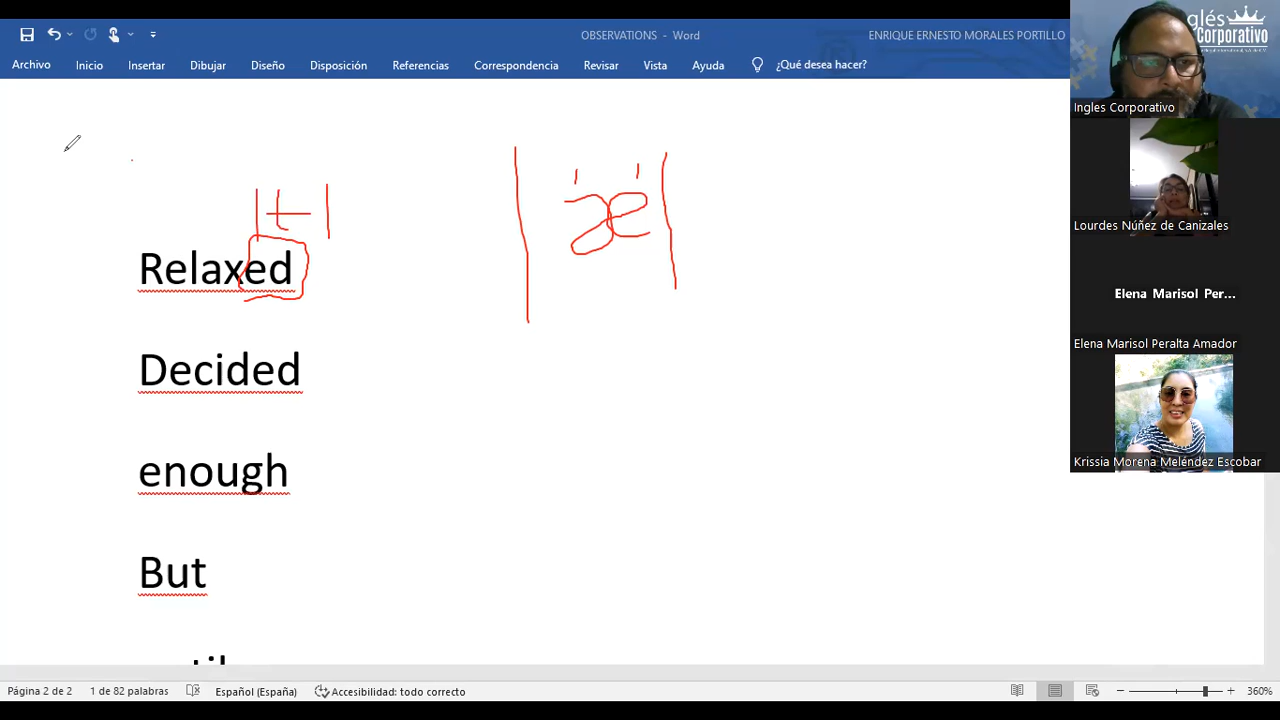 OBSERVATIONS - Word ENRIQUE ERNESTO MORALES PORTILLO
Archivo Inicio Insertar Dibujar Diseño Disposición Referencias Correspondencia Revisar Vista Ayuda ¿Qué desea hacer?
glés
Corporativo
Ingles Corporativo
|t| |æ|
Relaxed
Lourdes Núñez de Canizales
Elena Marisol Per...
Elena Marisol Peralta Amador
Decided
Krissia Morena Meléndez Escobar
enough
But
Página 2 de 2 1 de 82 palabras Español (España) Accesibilidad: todo correcto 360%